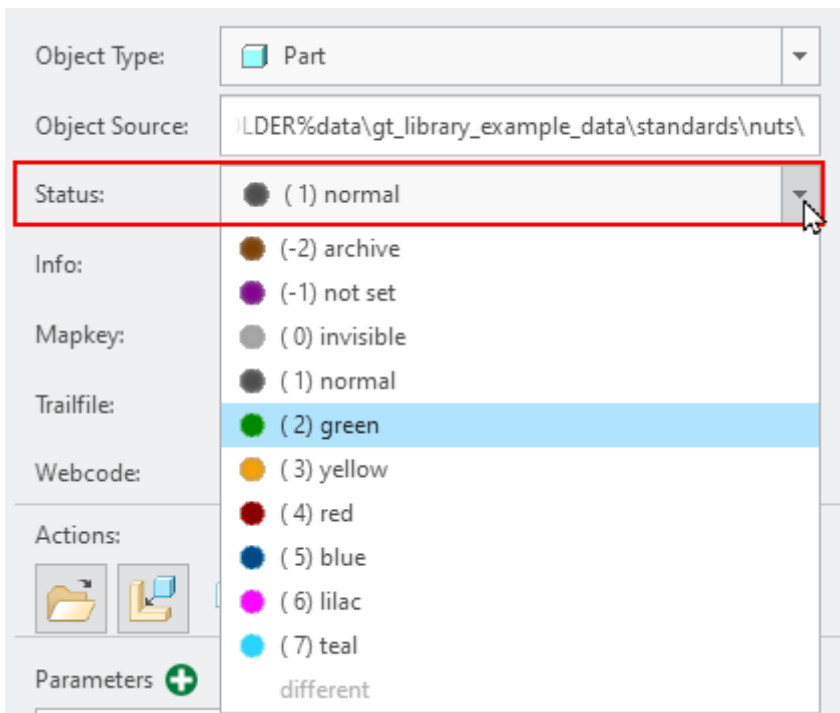 Object Type: Part
Object Source: LDER%data\gt_library_example_data\standards\nuts\
Status: ( 1) normal
(-2) archive
Info:
(-1) not set
Mapkey:
( 0) invisible
( 1) normal
Trailfile:
( 2) green
Webcode:
( 3) yellow
( 4) red
Actions:
( 5) blue
( 6) lilac
( 7) teal
Parameters
different